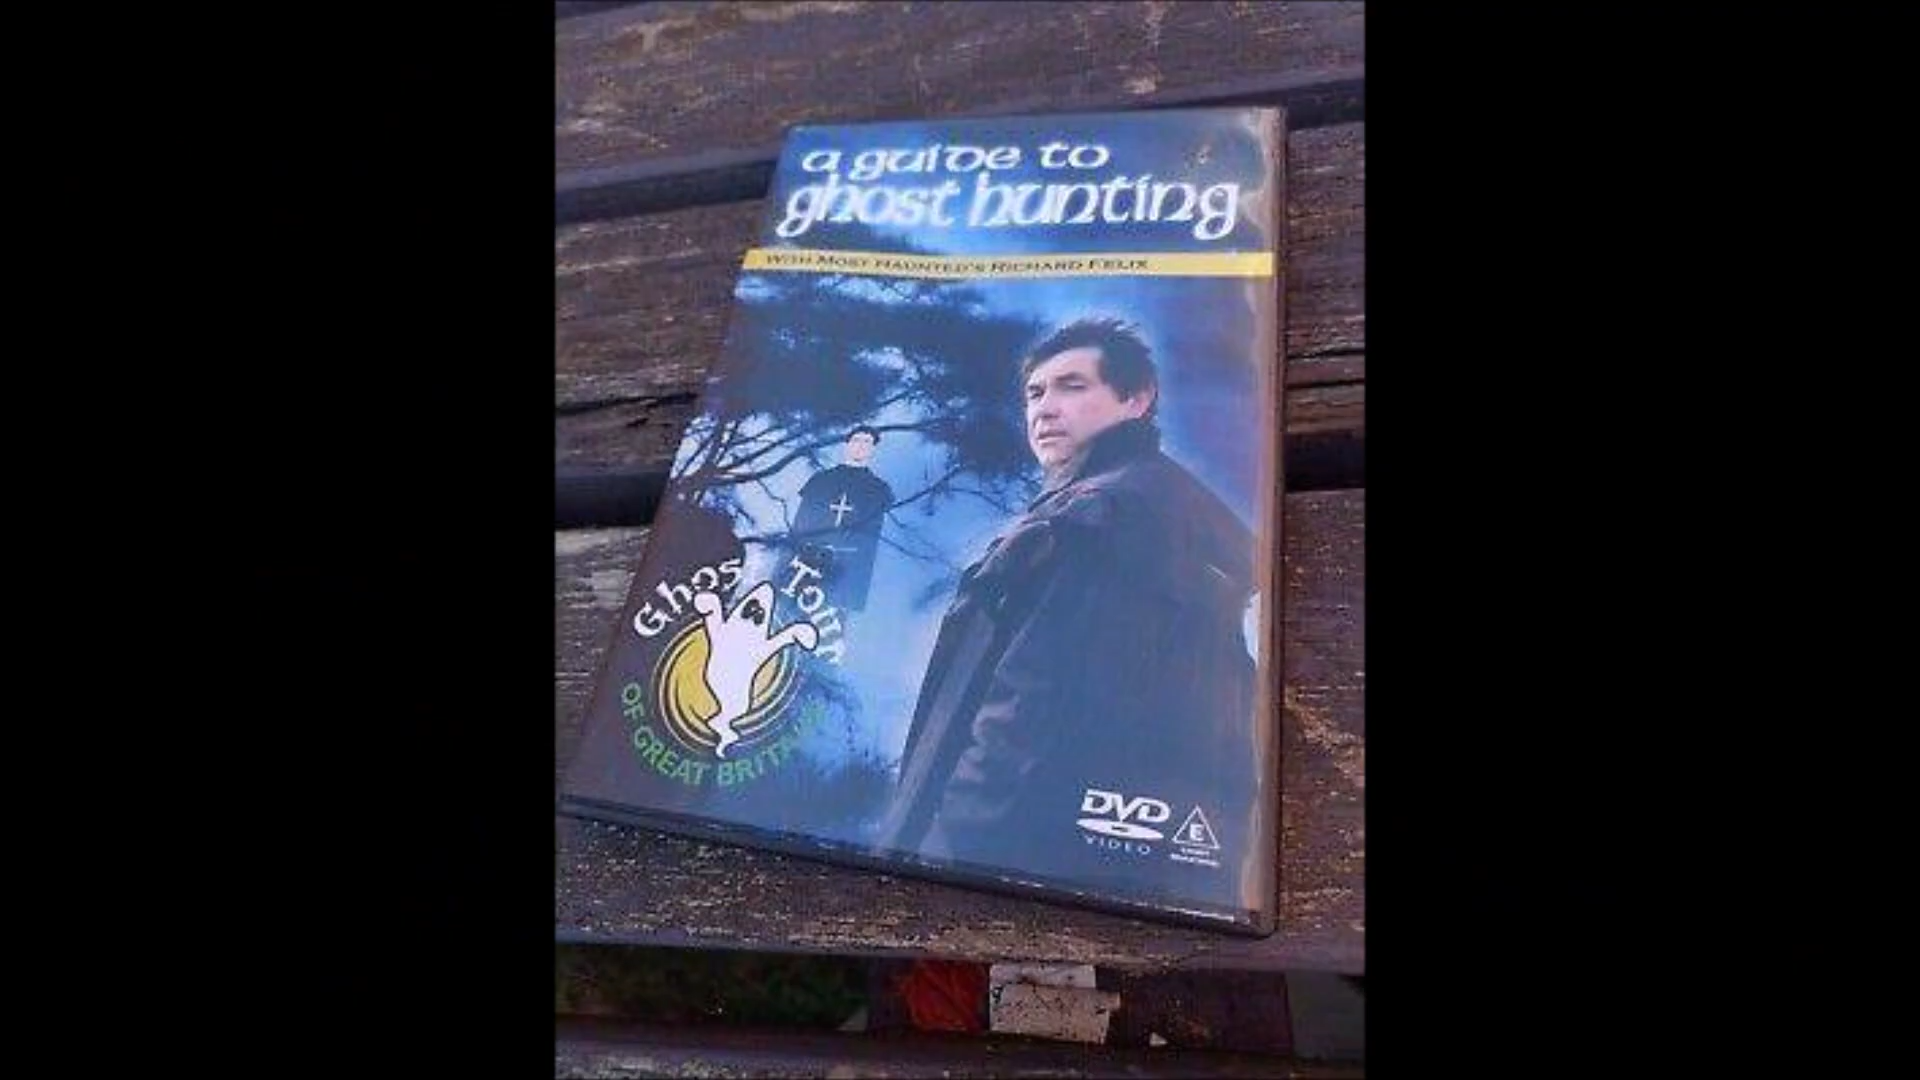 a guide to
ghost hunting
WITH MOST HAUNTED'S RICHARD FELIX
Ghost Tour
OF GREAT BRITAIN
DVD
VIDEO
E